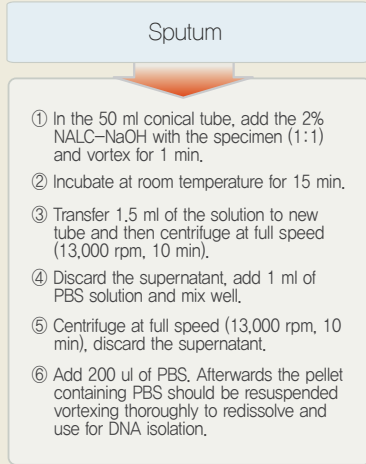 Sputum
① In the 50 ml conical tube, add the 2%
NALC-NaOH with the specimen (1:1)
and vortex for 1 min.
② Incubate at room temperature for 15 min.
③ Transfer 1.5 ml of the solution to new
tube and then centrifuge at full speed
(13,000 rpm, 10 min).
④ Discard the supernatant, add 1 ml of
PBS solution and mix well.
⑤ Centrifuge at full speed (13,000 rpm, 10
min), discard the supernatant.
⑥ Add 200 ul of PBS. Afterwards the pellet
containing PBS should be resuspended
vortexing thoroughly to redissolve and
use for DNA isolation.